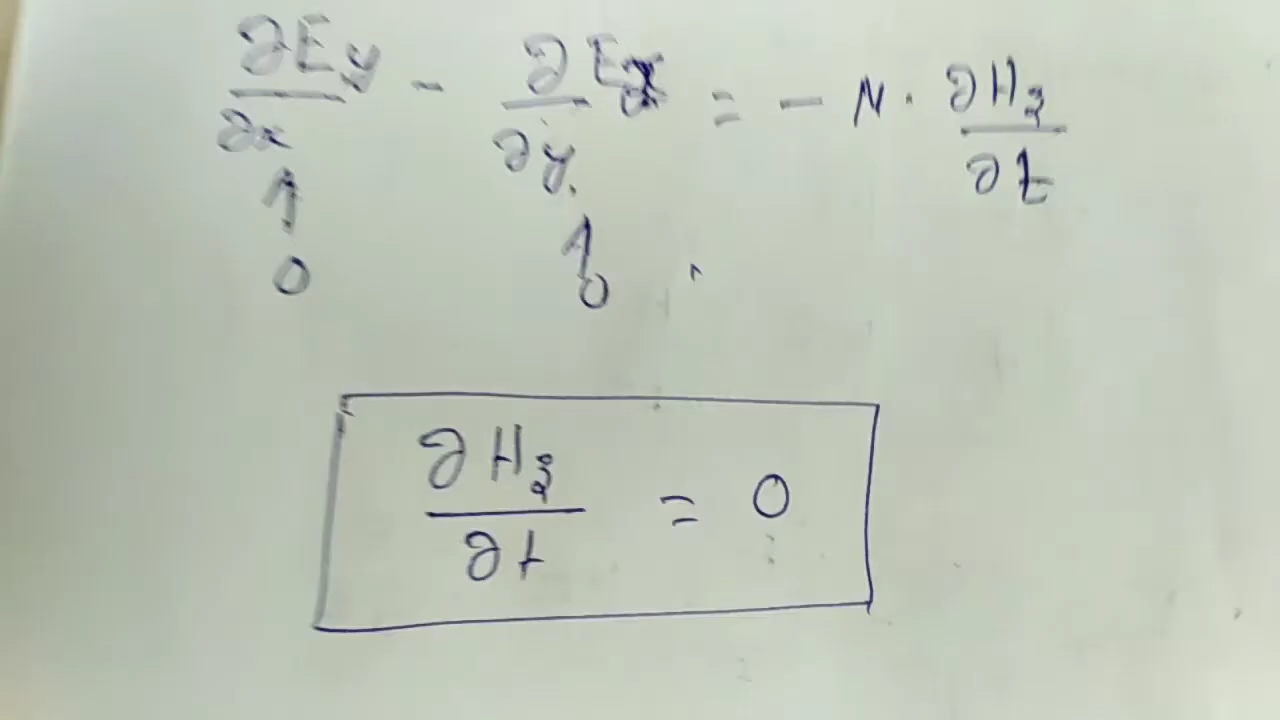 ∂Ey/∂x - ∂Ex/∂y = - μ · ∂Hz/∂t
↑ ↑
0 0
∂Hz/∂t = 0